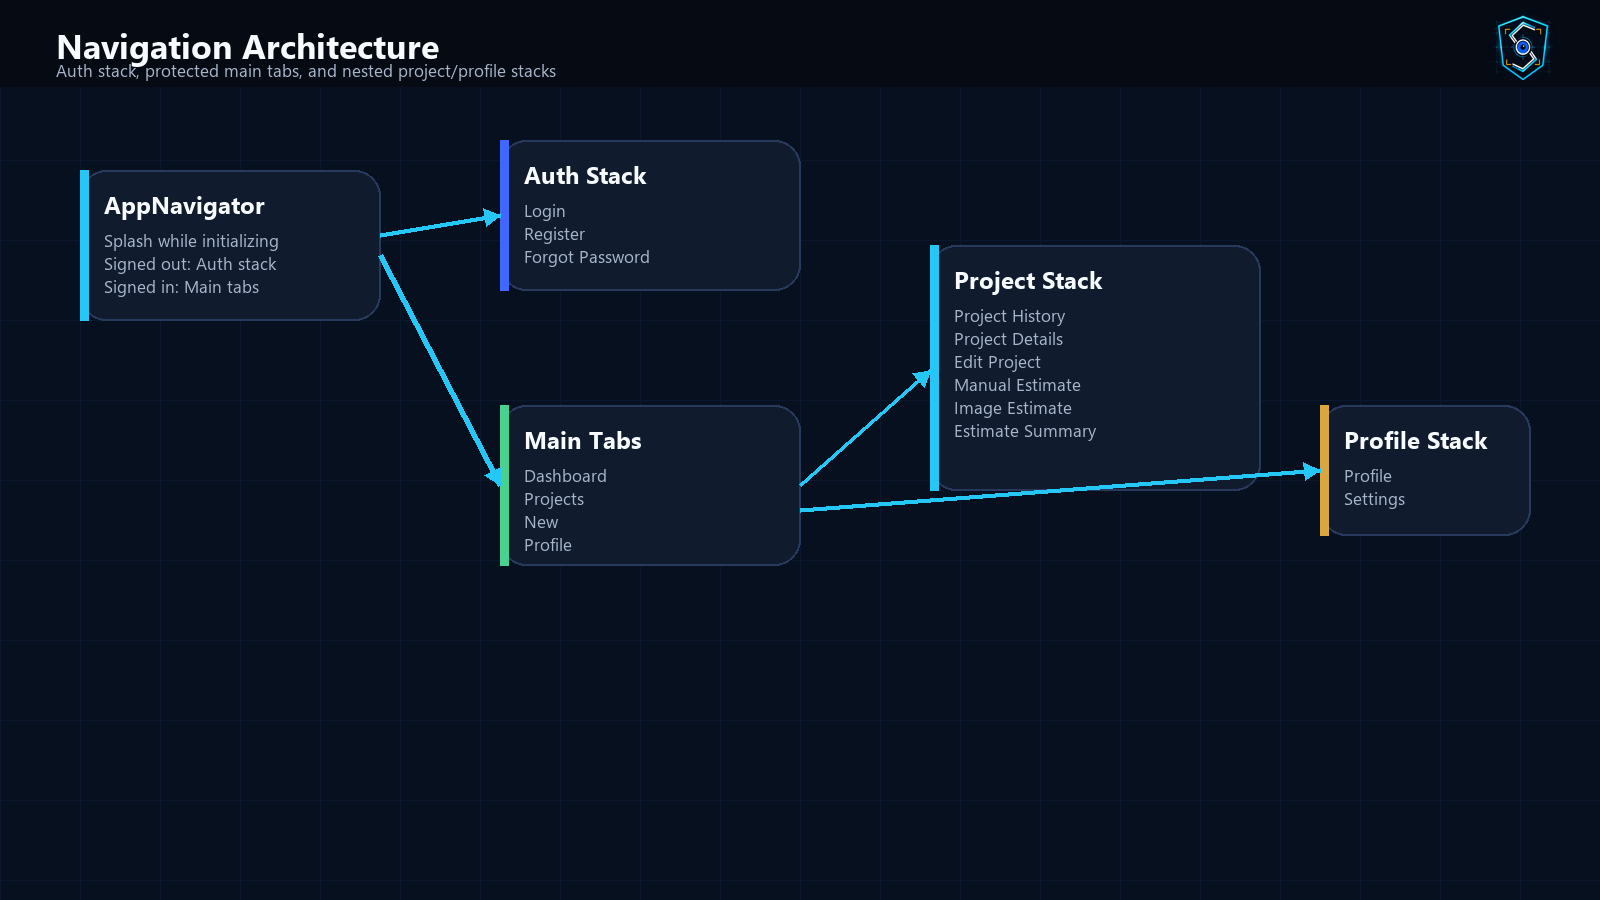 Navigation Architecture
Auth stack, protected main tabs, and nested project/profile stacks
AppNavigator
Splash while initializing
Signed out: Auth stack
Signed in: Main tabs
Auth Stack
Login
Register
Forgot Password
Main Tabs
Dashboard
Projects
New
Profile
Project Stack
Project History
Project Details
Edit Project
Manual Estimate
Image Estimate
Estimate Summary
Profile Stack
Profile
Settings